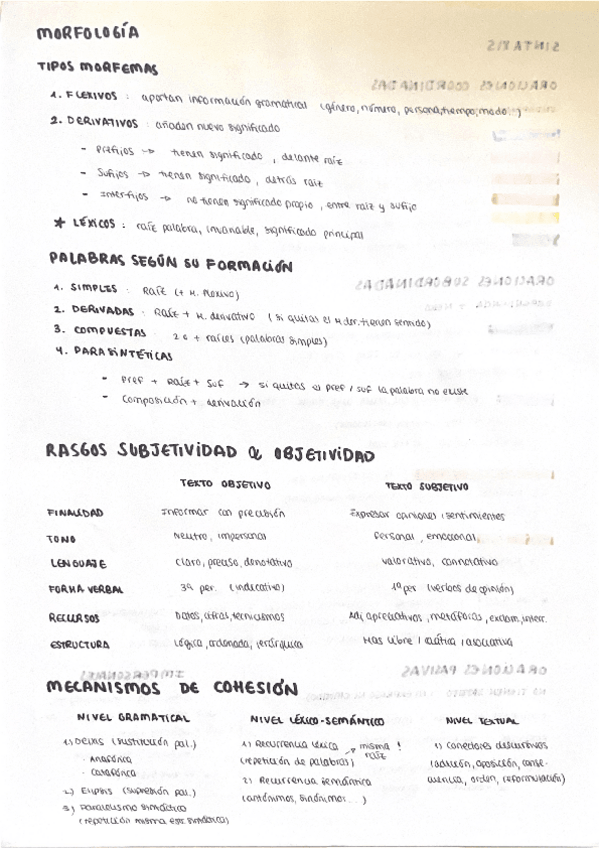 MORFOLOGÍA
TIPOS MORFEMAS
1. FLEXIVOS : aportan información gramatical (género, número, persona, tiempo, modo...)
2. DERIVATIVOS : añaden nuevo significado
- Prefijos -> tienen significado, delante raíz
- Sufijos -> tienen significado, detrás raíz
- Interfijos -> no tienen significado propio, entre raíz y sufijo
* LÉXICOS : raíz palabra, invariable, significado principal
PALABRAS SEGÚN SU FORMACIÓN
1. SIMPLES : Raíz (+ M. flexivo)
2. DERIVADAS : Raíz + M. derivativo (si quitas el M.der. tienen sentido)
3. COMPUESTAS 2 o + raíces (palabras simples)
4. PARASINTÉTICAS
- Pref + Raíz + Suf -> si quitas el pref / suf la palabra no existe
- Composición + derivación
RASGOS SUBJETIVIDAD & OBJETIVIDAD
TEXTO OBJETIVO TEXTO SUBJETIVO
FINALIDAD Informar con precisión Expresar opiniones / sentimientos
TONO Neutro, impersonal Personal, emocional
LENGUAJE Claro, preciso, denotativo valorativo, connotativo
FORMA VERBAL 3ª per. (indicativo) 1ª per (verbos de opinión)
RECURSOS Datos, cifras, tecnicismos Adj apreciativos, metáforas, exclam, interr.
ESTRUCTURA Lógica, ordenada, jerárquica Mas libre / caótica / asociativa
MECANISMOS DE COHESIÓN
NIVEL GRAMATICAL NIVEL LÉXICO-SEMÁNTICO NIVEL TEXTUAL
1) Deixis (sustitución pal.) 1) Recurrencia léxica -> misma raíz ! 1) Conectores discursivos
· Anafórica (repetición de palabras) (adición, oposición, conse-
· Catafórica 2) Recurrencia semántica cuencia, orden, reformulación)
2) Elipsis (supresión pal.) (antónimos, sinónimos...)
3) Paralelismo sintáctico
(repetición misma estr. sintáctica)